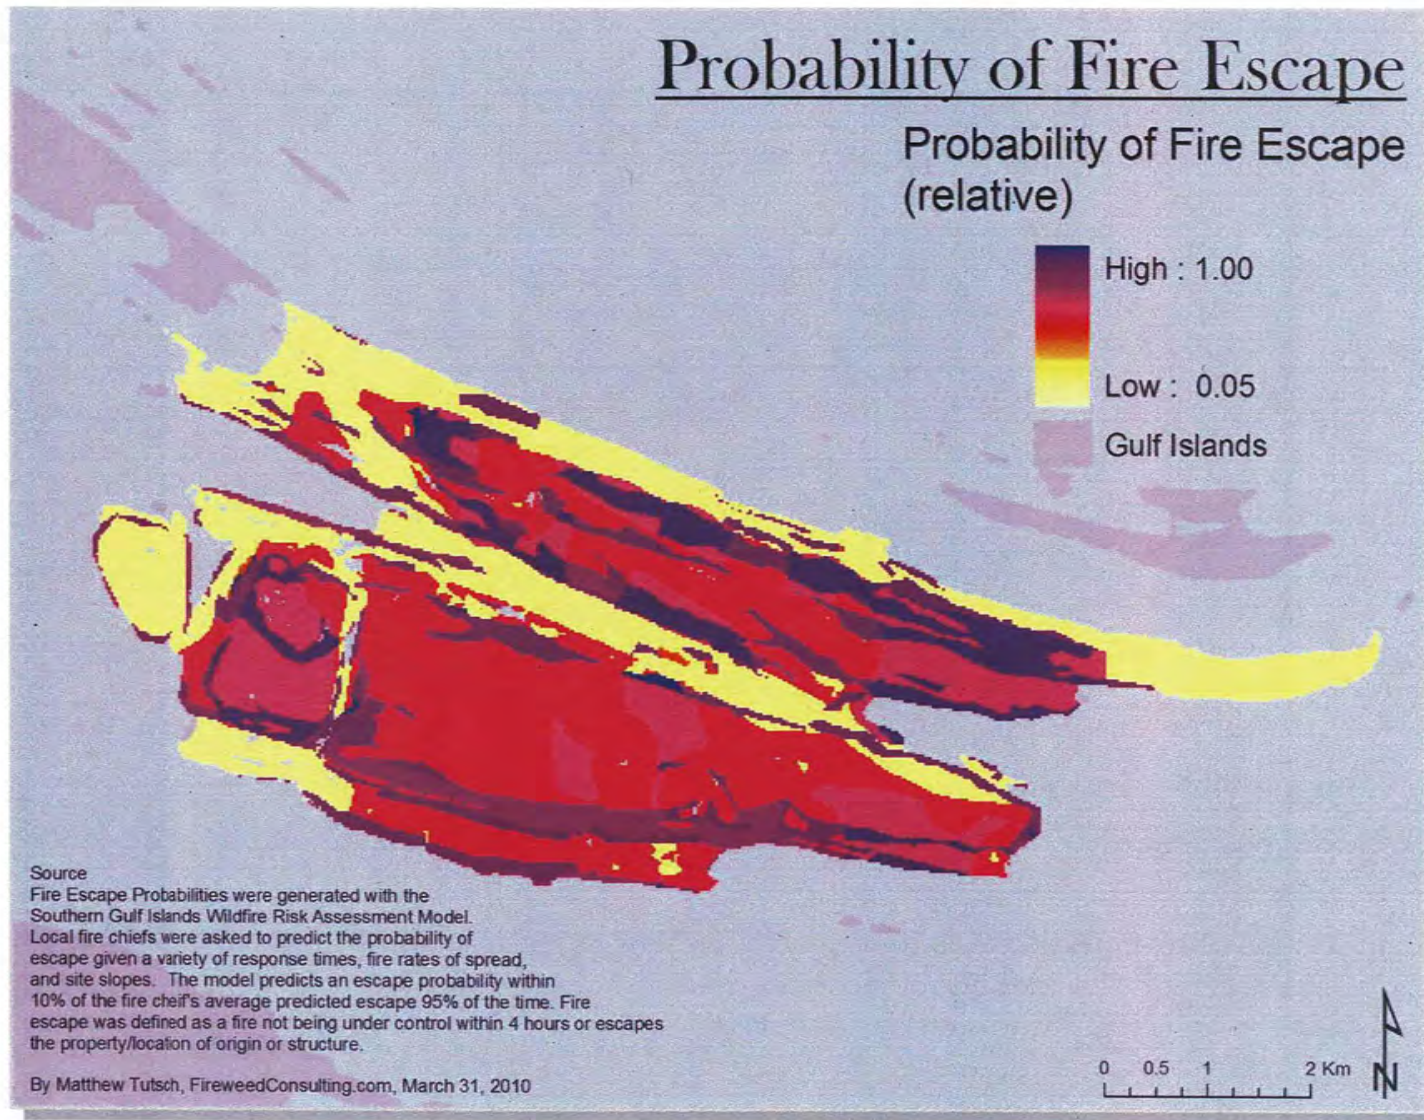 Probability of Fire Escape
Probability of Fire Escape
(relative)
High : 1.00
Low : 0.05
Gulf Islands
Source
Fire Escape Probabilities were generated with the
Southern Gulf Islands Wildfire Risk Assessment Model.
Local fire chiefs were asked to predict the probability of
escape given a variety of response times, fire rates of spread,
and site slopes. The model predicts an escape probability within
10% of the fire cheif's average predicted escape 95% of the time. Fire
escape was defined as a fire not being under control within 4 hours or escapes
the property/location of origin or structure.
By Matthew Tutsch, FireweedConsulting.com, March 31, 2010
0 0.5 1 2 Km
N